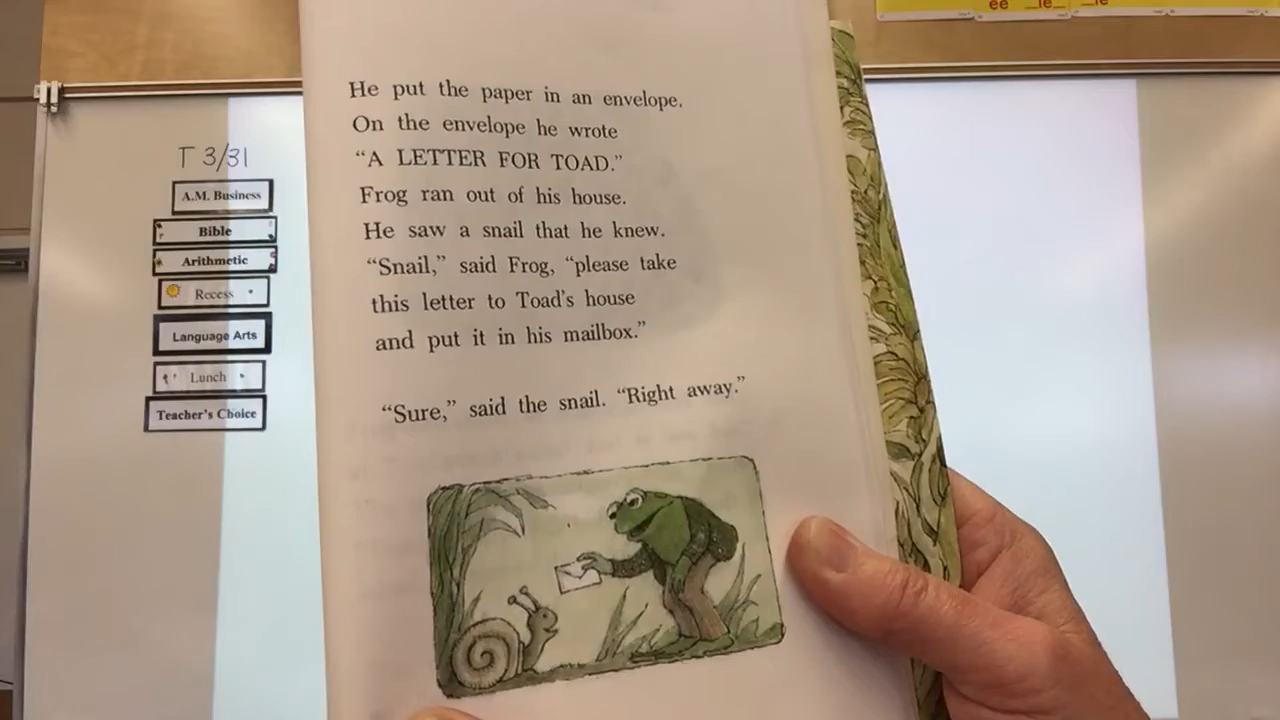 ee _ie_ _ie
T 3/31
A.M. Business
Bible
Arithmetic
Recess
Language Arts
Lunch
Teacher's Choice
He put the paper in an envelope.
On the envelope he wrote
“A LETTER FOR TOAD.”
Frog ran out of his house.
He saw a snail that he knew.
“Snail,” said Frog, “please take
this letter to Toad’s house
and put it in his mailbox.”
“Sure,” said the snail. “Right away.”